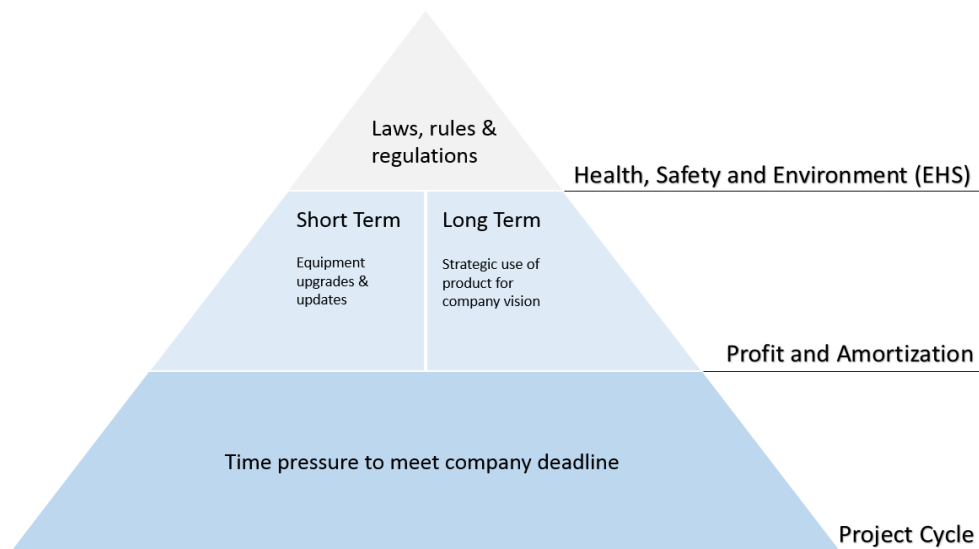 Laws, rules &
regulations
Health, Safety and Environment (EHS)
Short Term
Equipment
upgrades &
updates
Long Term
Strategic use of
product for
company vision
Profit and Amortization
Time pressure to meet company deadline
Project Cycle